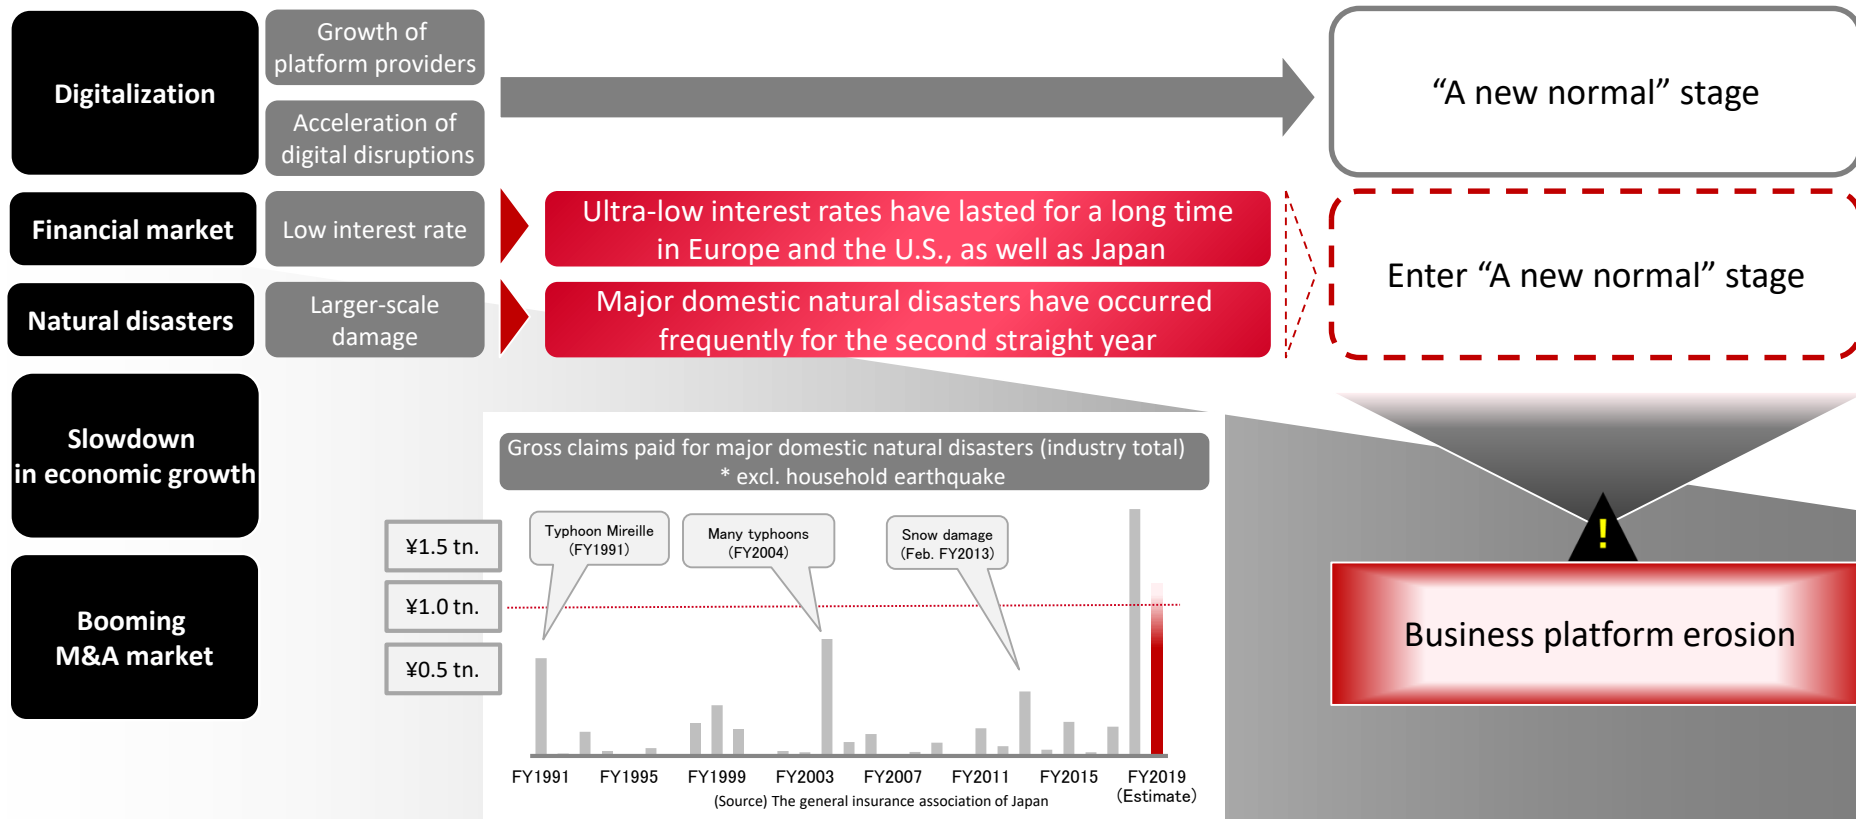 Digitalization
Growth of
platform providers
Acceleration of
digital disruptions
“A new normal” stage
Financial market
Low interest rate
Ultra-low interest rates have lasted for a long time
in Europe and the U.S., as well as Japan
Natural disasters
Larger-scale
damage
Major domestic natural disasters have occurred
frequently for the second straight year
Enter “A new normal” stage
Slowdown
in economic growth
Booming
M&A market
Gross claims paid for major domestic natural disasters (industry total)
* excl. household earthquake
¥1.5 tn.
¥1.0 tn.
¥0.5 tn.
Typhoon Mireille
(FY1991)
Many typhoons
(FY2004)
Snow damage
(Feb. FY2013)
FY1991 FY1995 FY1999 FY2003 FY2007 FY2011 FY2015 FY2019
(Estimate)
(Source) The general insurance association of Japan
!
Business platform erosion